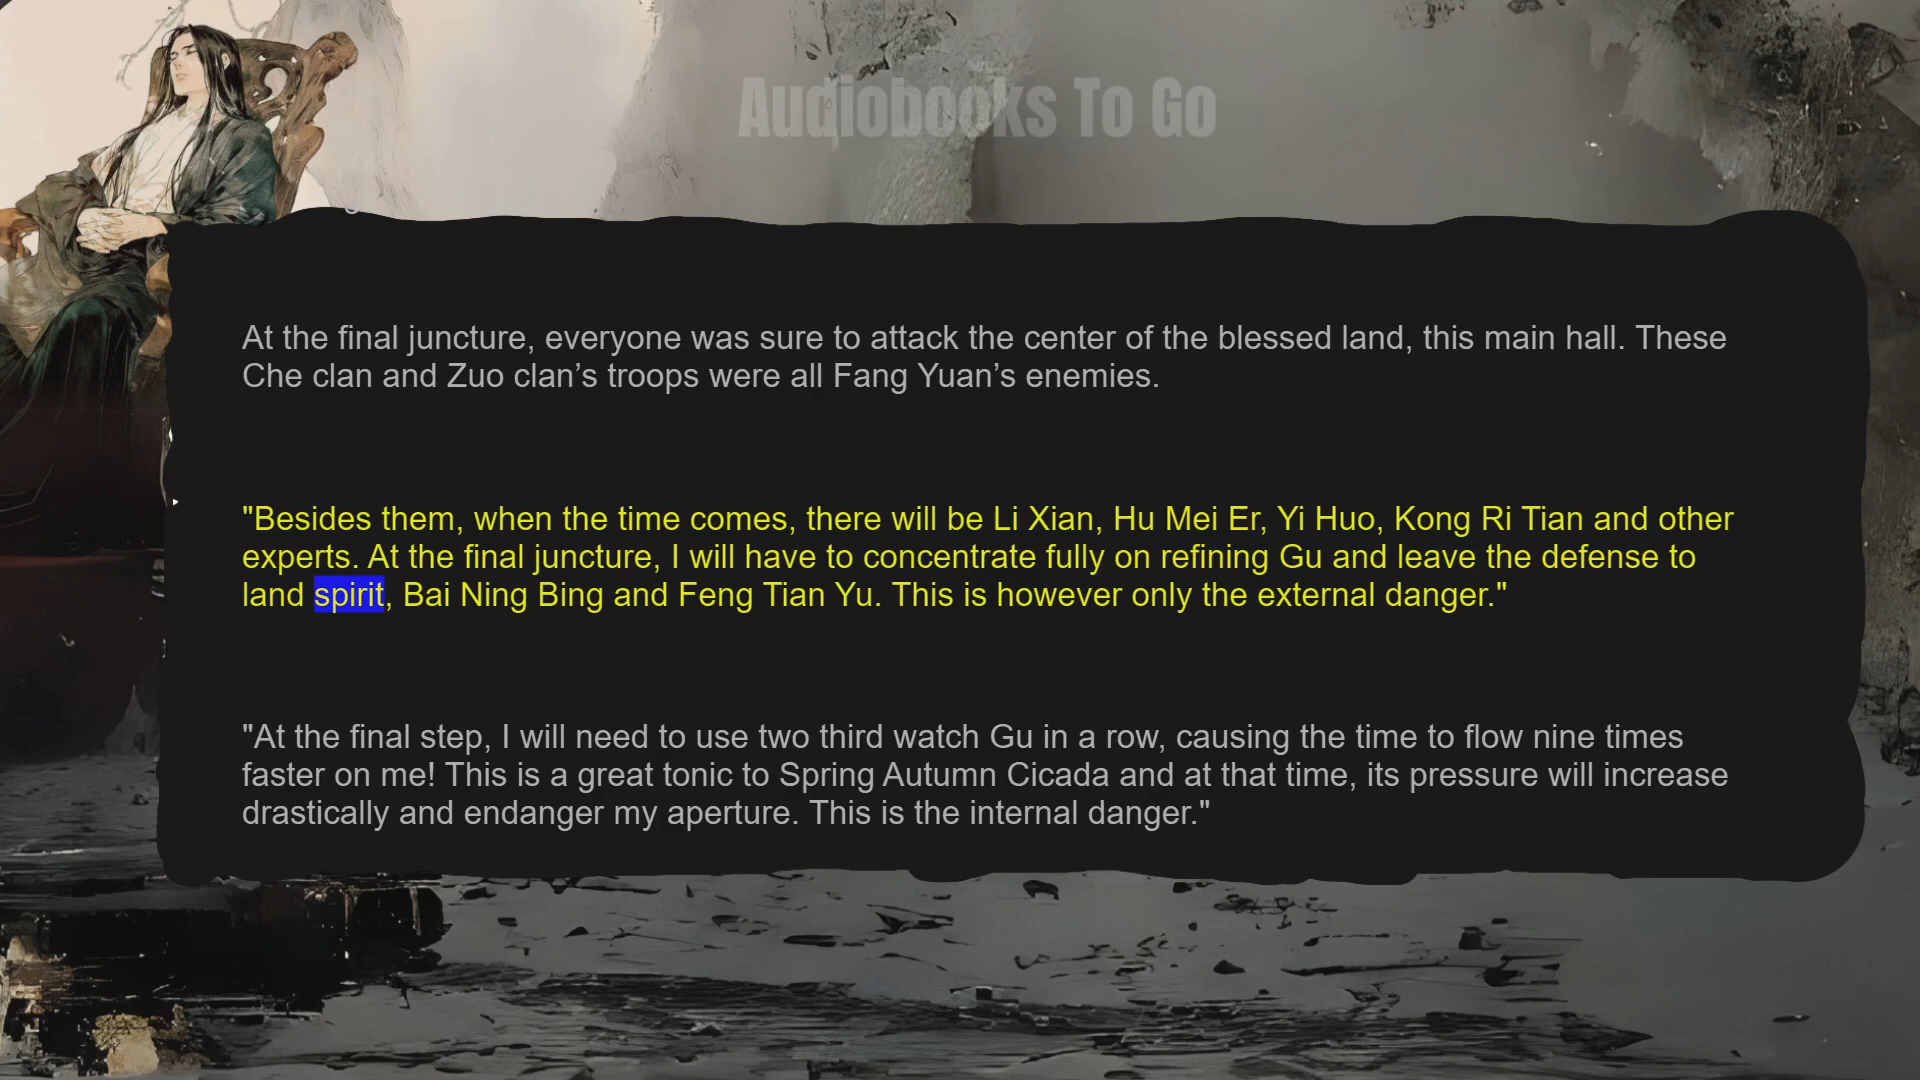 Audiobooks To Go
At the final juncture, everyone was sure to attack the center of the blessed land, this main hall. These
Che clan and Zuo clan’s troops were all Fang Yuan’s enemies.
"Besides them, when the time comes, there will be Li Xian, Hu Mei Er, Yi Huo, Kong Ri Tian and other
experts. At the final juncture, I will have to concentrate fully on refining Gu and leave the defense to
land spirit, Bai Ning Bing and Feng Tian Yu. This is however only the external danger."
"At the final step, I will need to use two third watch Gu in a row, causing the time to flow nine times
faster on me! This is a great tonic to Spring Autumn Cicada and at that time, its pressure will increase
drastically and endanger my aperture. This is the internal danger."